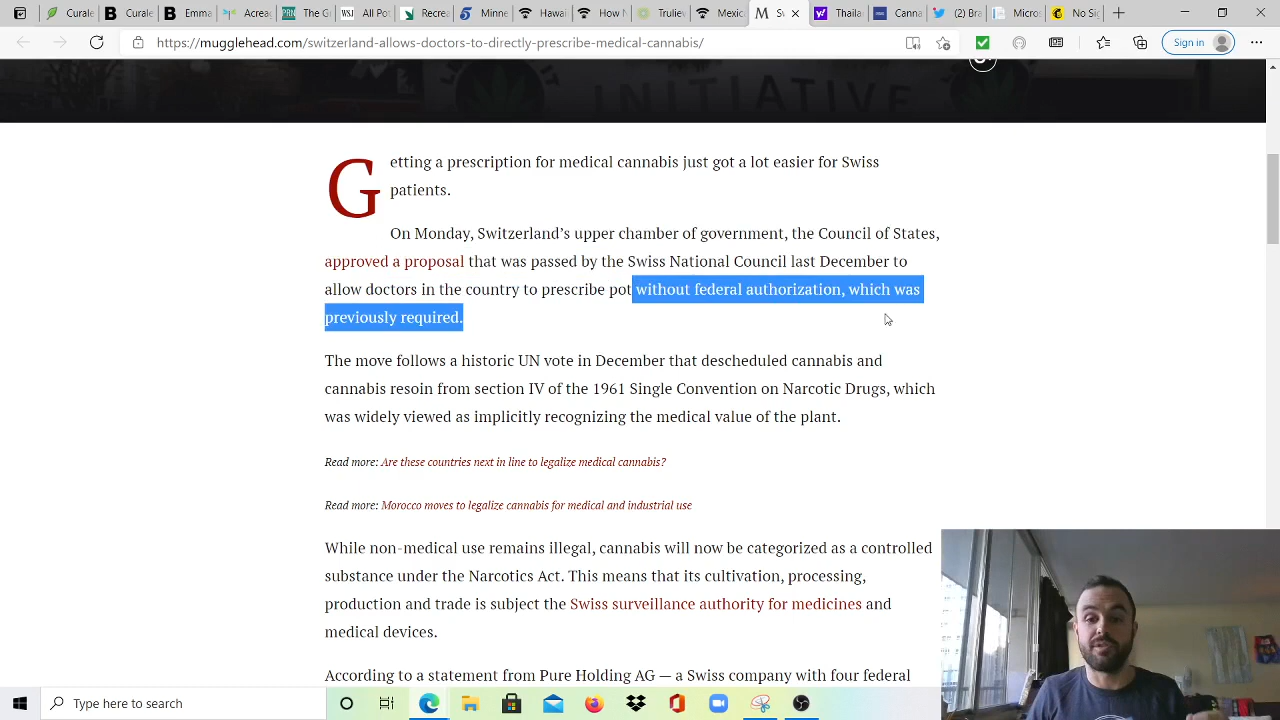 Curale
Curale
Emma
Acrea
The G
All Pot
Recre
Minne
Hawai
How M
Truliev
Thaila
Canna
(2) Bra
Micros
No Sig
https://mugglehead.com/switzerland-allows-doctors-to-directly-prescribe-medical-cannabis/
Sign in
INITIATIVE
Getting a prescription for medical cannabis just got a lot easier for Swiss
patients.
On Monday, Switzerland’s upper chamber of government, the Council of States,
approved a proposal that was passed by the Swiss National Council last December to
allow doctors in the country to prescribe pot without federal authorization, which was
previously required.
The move follows a historic UN vote in December that descheduled cannabis and
cannabis resoin from section IV of the 1961 Single Convention on Narcotic Drugs, which
was widely viewed as implicitly recognizing the medical value of the plant.
Read more: Are these countries next in line to legalize medical cannabis?
Read more: Morocco moves to legalize cannabis for medical and industrial use
While non-medical use remains illegal, cannabis will now be categorized as a controlled
substance under the Narcotics Act. This means that its cultivation, processing,
production and trade is subject the Swiss surveillance authority for medicines and
medical devices.
According to a statement from Pure Holding AG — a Swiss company with four federal
Type here to search